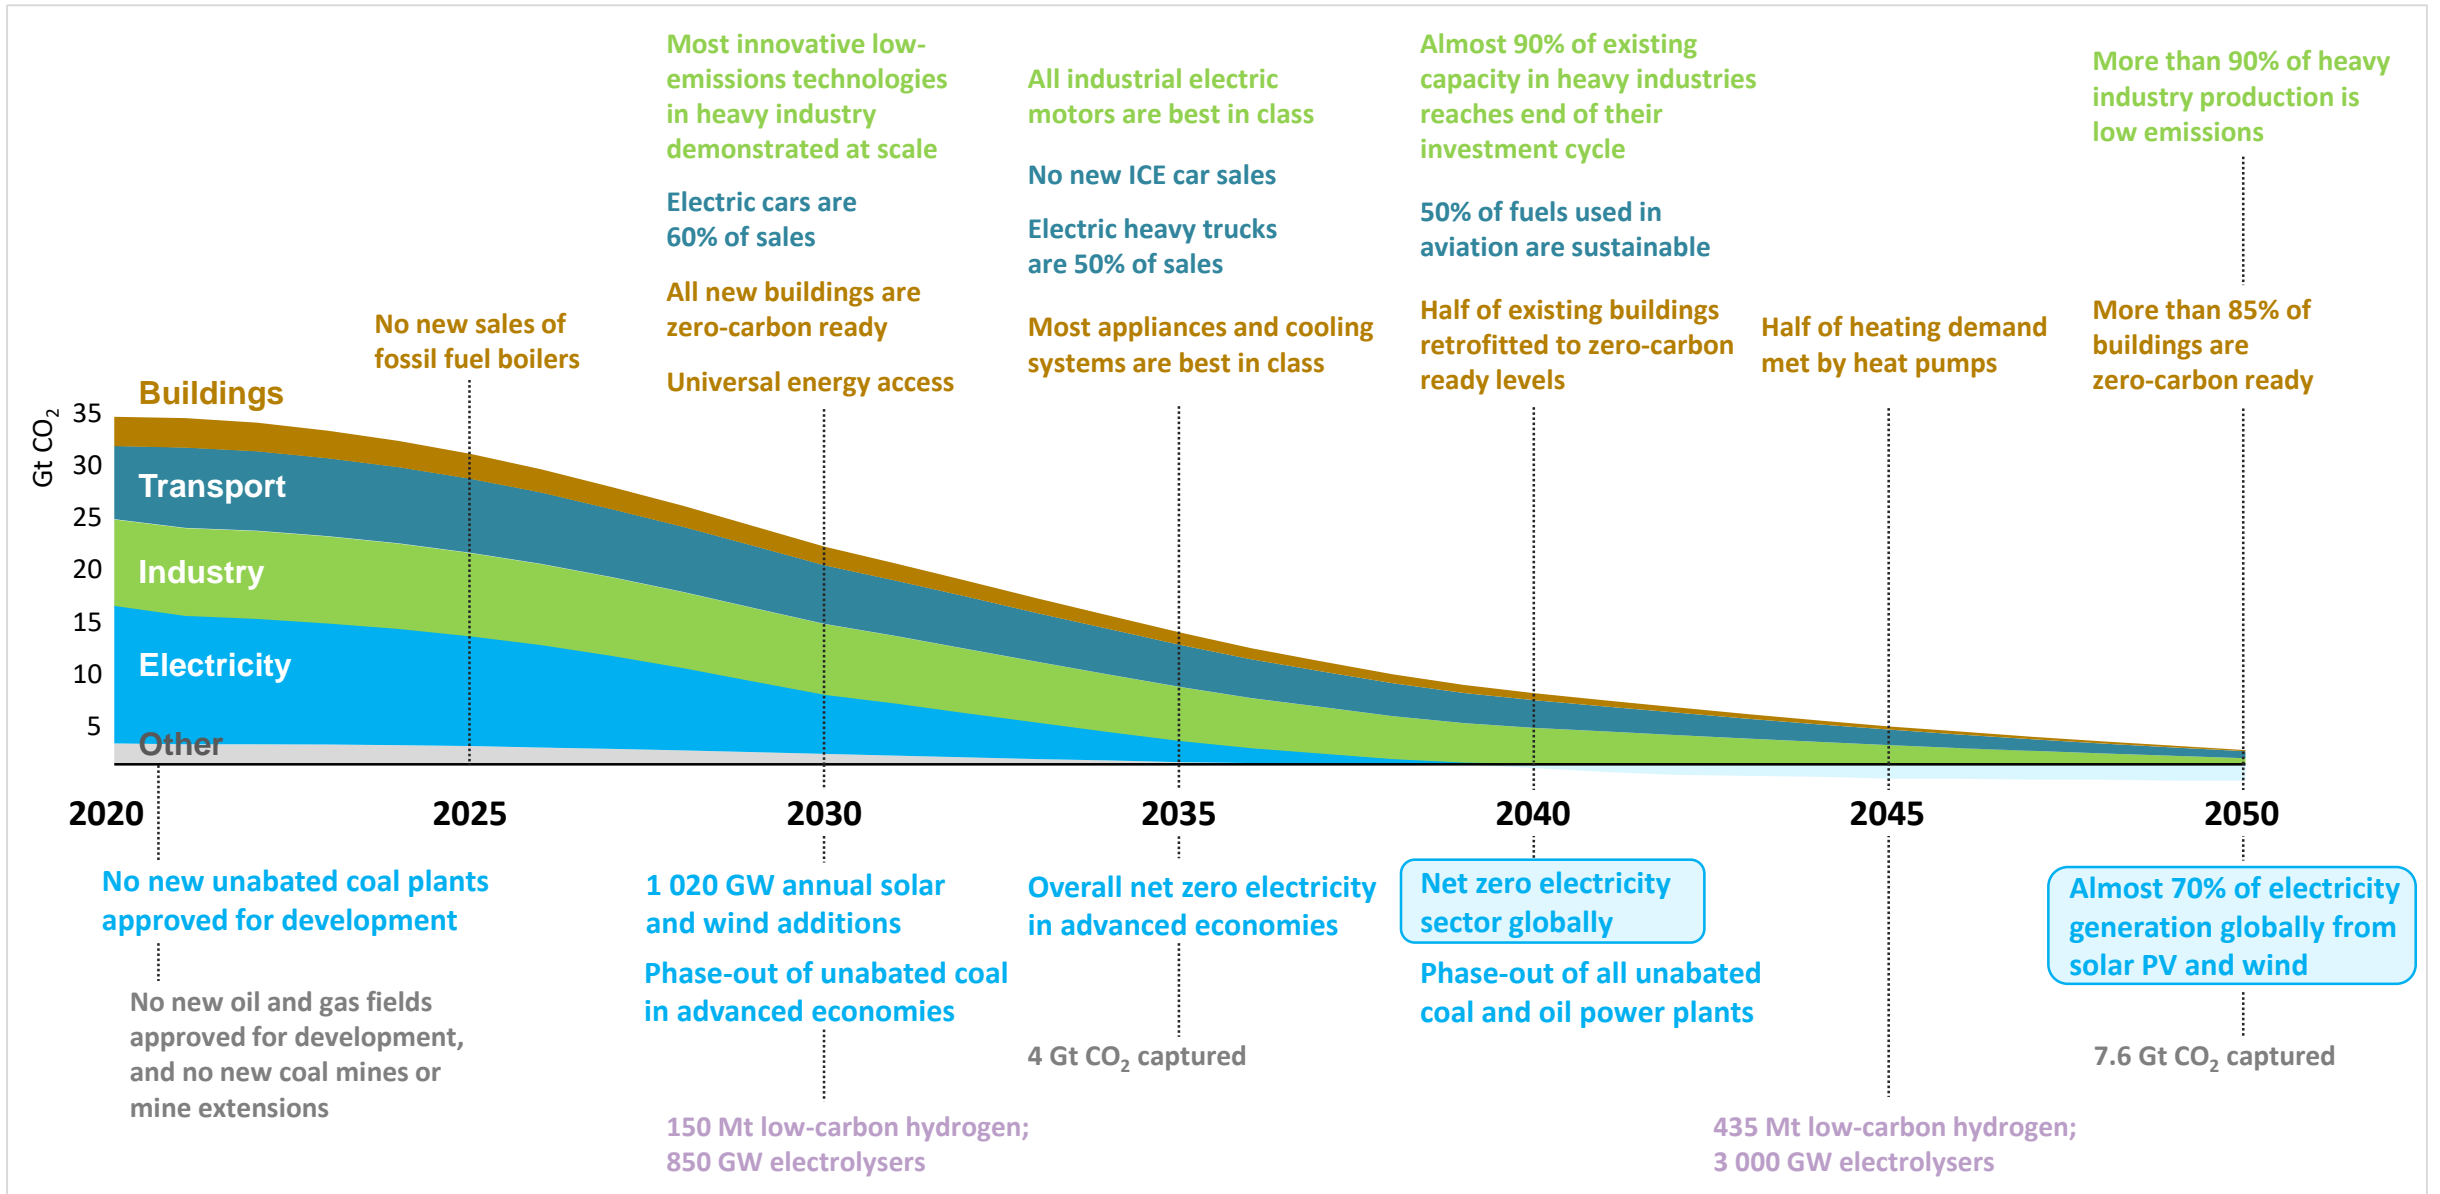 Most innovative low-
emissions technologies
in heavy industry
demonstrated at scale
Electric cars are
60% of sales
All new buildings are
zero-carbon ready
Universal energy access
All industrial electric
motors are best in class
No new ICE car sales
Electric heavy trucks
are 50% of sales
Most appliances and cooling
systems are best in class
Almost 90% of existing
capacity in heavy industries
reaches end of their
investment cycle
50% of fuels used in
aviation are sustainable
Half of existing buildings
retrofitted to zero-carbon
ready levels
Half of heating demand
met by heat pumps
More than 90% of heavy
industry production is
low emissions
More than 85% of
buildings are
zero-carbon ready
No new sales of
fossil fuel boilers
Gt CO₂
35
30
25
20
15
10
5
Buildings
Transport
Industry
Electricity
Other
2020
2025
2030
2035
2040
2045
2050
No new unabated coal plants
approved for development
No new oil and gas fields
approved for development,
and no new coal mines or
mine extensions
1 020 GW annual solar
and wind additions
Phase-out of unabated coal
in advanced economies
150 Mt low-carbon hydrogen;
850 GW electrolysers
Overall net zero electricity
in advanced economies
4 Gt CO₂ captured
Net zero electricity
sector globally
Phase-out of all unabated
coal and oil power plants
435 Mt low-carbon hydrogen;
3 000 GW electrolysers
Almost 70% of electricity
generation globally from
solar PV and wind
7.6 Gt CO₂ captured